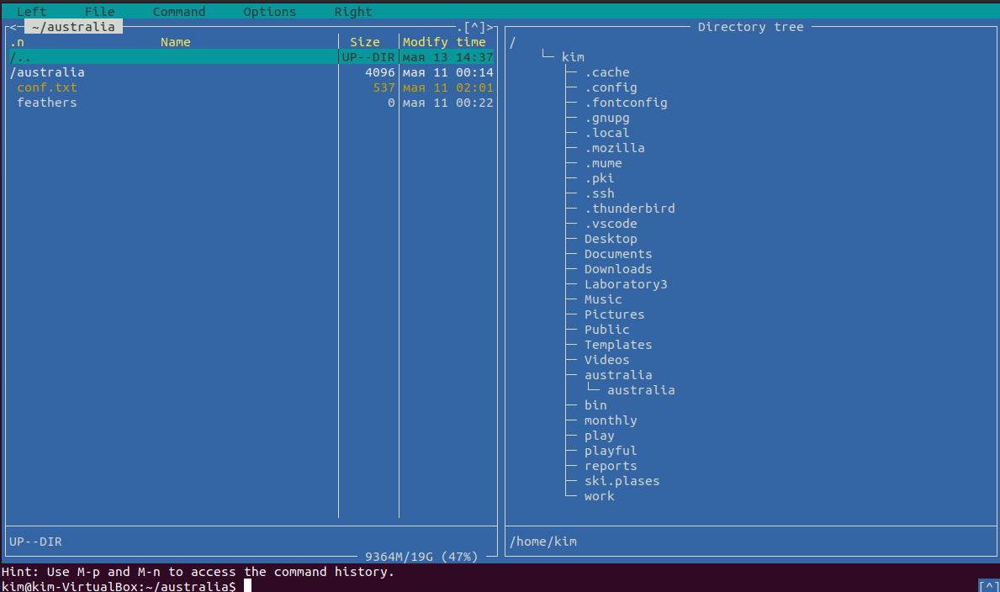 Left File Command Options Right
<- ~/australia .[^]>
.n Name Size Modify time
/.. UP--DIR мая 13 14:37
/australia 4096 мая 11 00:14
conf.txt 537 мая 11 02:01
feathers 0 мая 11 00:22
UP--DIR
9364M/19G (47%)
Directory tree
/
kim
.cache
.config
.fontconfig
.gnupg
.local
.mozilla
.mume
.pki
.ssh
.thunderbird
.vscode
Desktop
Documents
Downloads
Laboratory3
Music
Pictures
Public
Templates
Videos
australia
australia
bin
monthly
play
playful
reports
ski.plases
work
/home/kim
Hint: Use M-p and M-n to access the command history.
kim@kim-VirtualBox:~/australia$
[^]